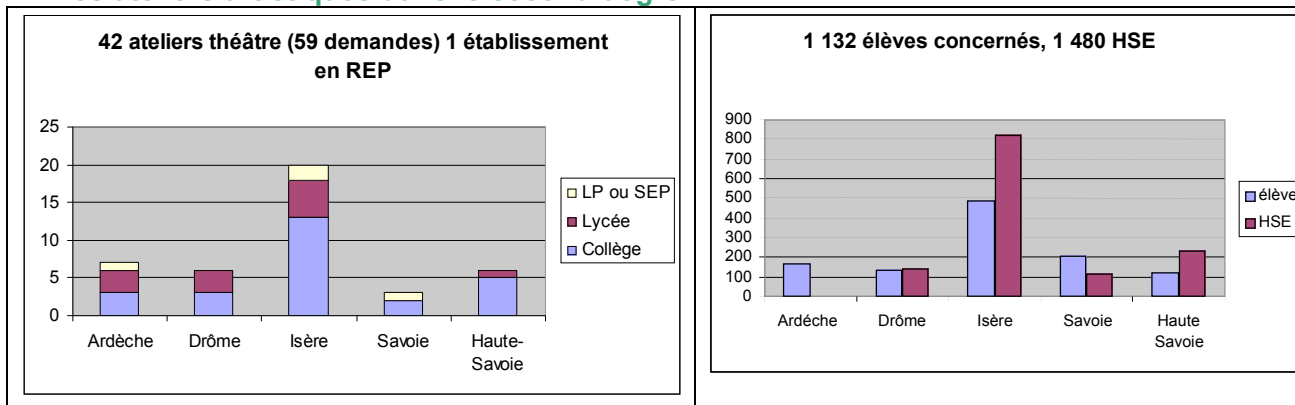 42 ateliers théâtre (59 demandes) 1 établissement
en REP
25
20
15
10
5
0
Ardèche
Drôme
Isère
Savoie
Haute-
Savoie
LP ou SEP
Lycée
Collège
1 132 élèves concernés, 1 480 HSE
900
800
700
600
500
400
300
200
100
0
Ardéche
Drôme
Isère
Savoie
Haute
Savoie
élève
HSE